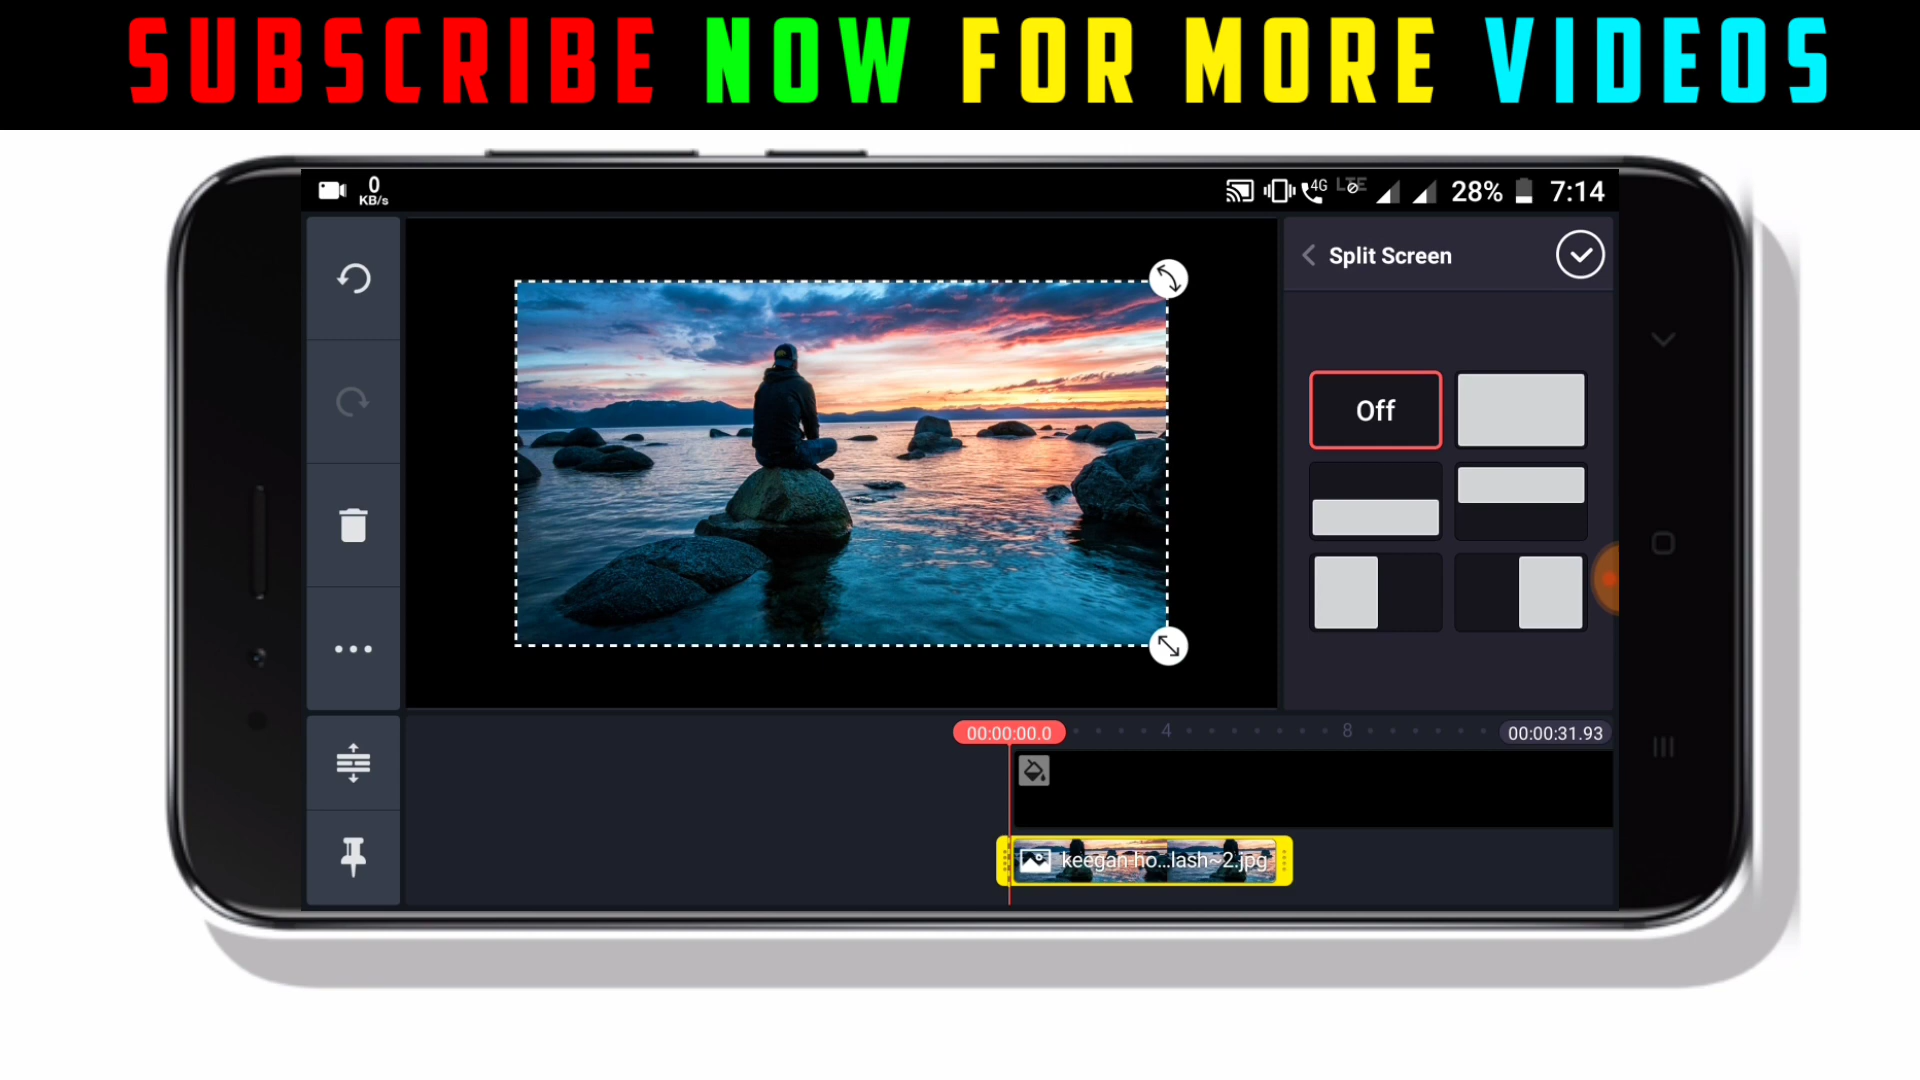 SUBSCRIBE NOW FOR MORE VIDEOS
0 KB/s
4G LTE 28% 7:14
Split Screen
Off
00:00:00.0 4 8 00:00:31.93
keegan-ho...lash~2.jpg